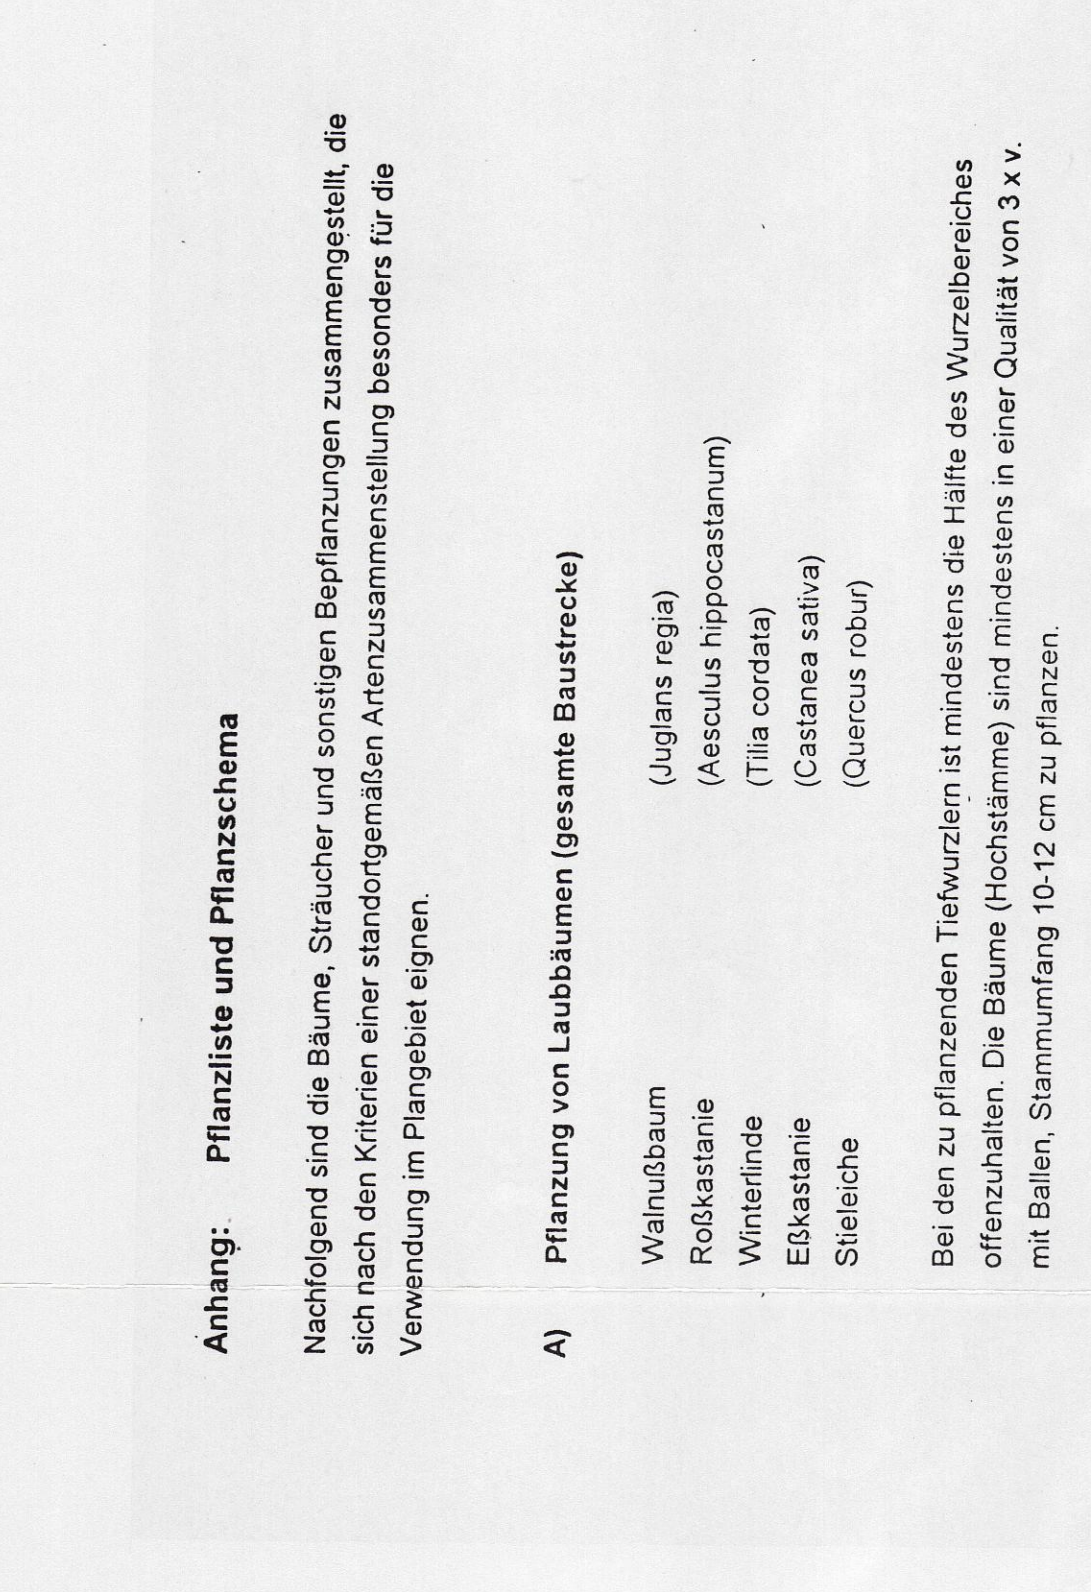 Anhang: Pflanzliste und Pflanzschema
Nachfolgend sind die Bäume, Sträucher und sonstigen Bepflanzungen zusammengestellt, die
sich nach den Kriterien einer standortgemäßen Artenzusammenstellung besonders für die
Verwendung im Plangebiet eignen.
A) Pflanzung von Laubbäumen (gesamte Baustrecke)
Walnußbaum (Juglans regia)
Roßkastanie (Aesculus hippocastanum)
Winterlinde (Tilia cordata)
Eßkastanie (Castanea sativa)
Stieleiche (Quercus robur)
Bei den zu pflanzenden Tiefwurzlern ist mindestens die Hälfte des Wurzelbereiches
offenzuhalten. Die Bäume (Hochstämme) sind mindestens in einer Qualität von 3 x v.
mit Ballen, Stammumfang 10-12 cm zu pflanzen.